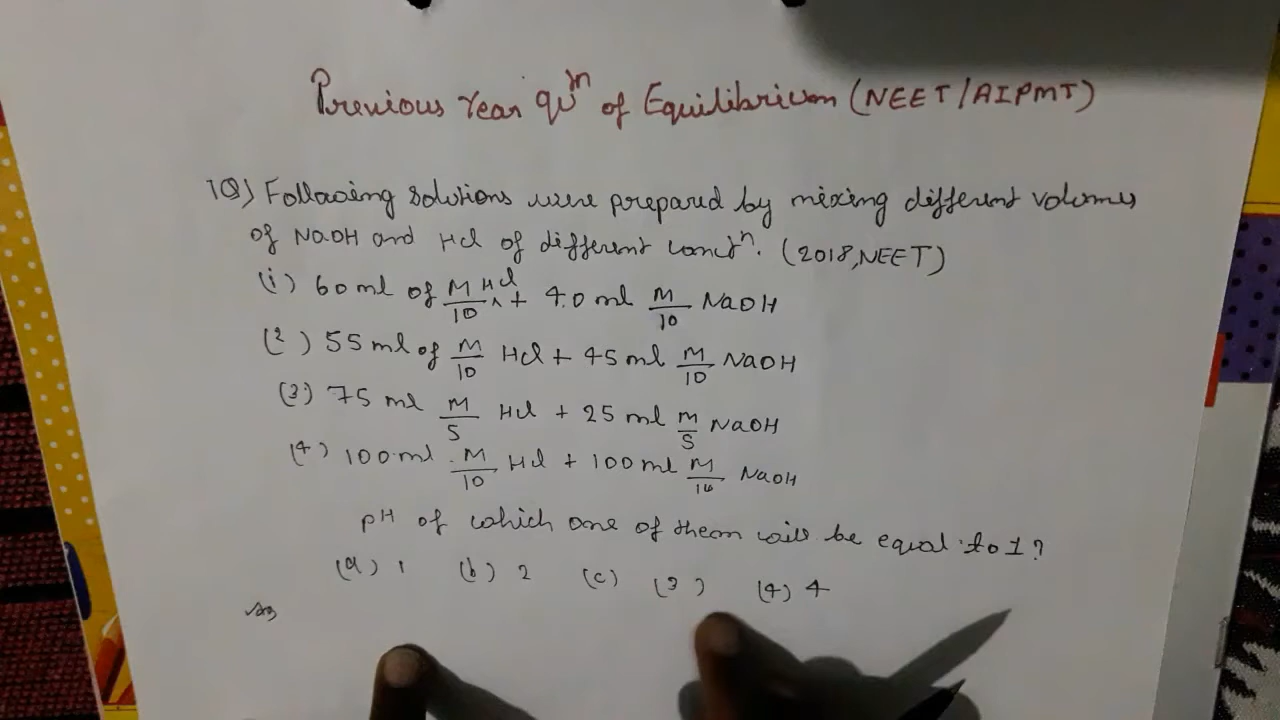 Previous Year quⁿ of Equilibrium (NEET/AIPMT)
1Q) Following solutions were prepared by mixing different volumes
of NaOH and HCl of different concⁿ. (2018,NEET)
(i) 60 ml of M/10 HCl + 40 ml M/10 NaOH
(2) 55 ml of M/10 HCl + 45 ml M/10 NaOH
(3) 75 ml M/5 HCl + 25 ml M/5 NaOH
(4) 100 ml M/10 HCl + 100 ml M/10 NaOH
pH of which one of them will be equal to 1?
(a) 1 (b) 2 (c) (3) (4) 4
Ans